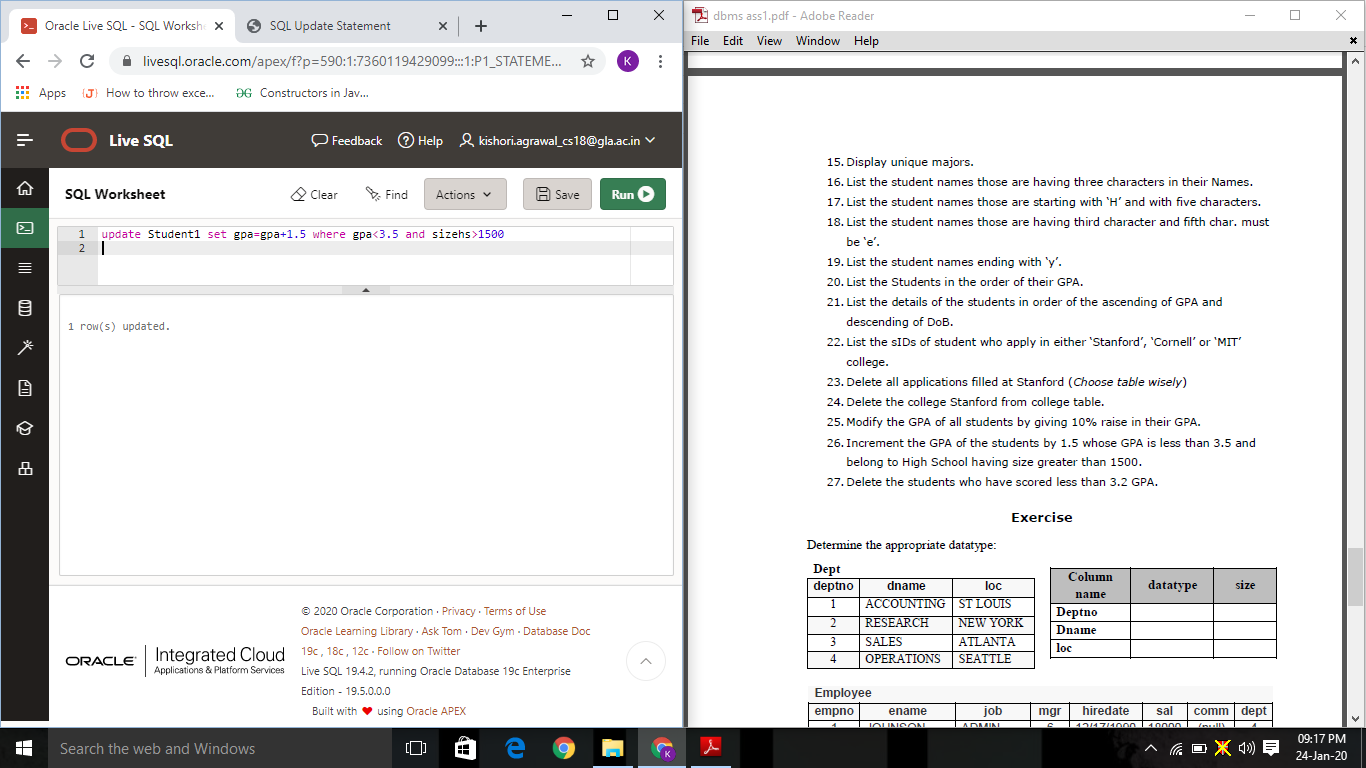 Oracle Live SQL - SQL Workshe
SQL Update Statement
livesql.oracle.com/apex/f?p=590:1:7360119429099:::1:P1_STATEME...
K
Apps
How to throw exce...
Constructors in Jav...
Live SQL
Feedback
Help
kishori.agrawal_cs18@gla.ac.in
SQL Worksheet
Clear
Find
Actions
Save
Run
1 update Student1 set gpa=gpa+1.5 where gpa<3.5 and sizehs>1500
2
1 row(s) updated.
© 2020 Oracle Corporation · Privacy · Terms of Use
Oracle Learning Library · Ask Tom · Dev Gym · Database Doc
19c , 18c , 12c · Follow on Twitter
Live SQL 19.4.2, running Oracle Database 19c Enterprise
Edition - 19.5.0.0.0
Built with ♥ using Oracle APEX
ORACLE
Integrated Cloud
Applications & Platform Services
dbms ass1.pdf - Adobe Reader
File Edit View Window Help
15. Display unique majors.
16. List the student names those are having three characters in their Names.
17. List the student names those are starting with ‘H’ and with five characters.
18. List the student names those are having third character and fifth char. must
be ‘e’.
19. List the student names ending with ‘y’.
20. List the Students in the order of their GPA.
21. List the details of the students in order of the ascending of GPA and
descending of DoB.
22. List the sIDs of student who apply in either ‘Stanford’, ‘Cornell’ or ‘MIT’
college.
23. Delete all applications filled at Stanford (Choose table wisely)
24. Delete the college Stanford from college table.
25. Modify the GPA of all students by giving 10% raise in their GPA.
26. Increment the GPA of the students by 1.5 whose GPA is less than 3.5 and
belong to High School having size greater than 1500.
27. Delete the students who have scored less than 3.2 GPA.
Exercise
Determine the appropriate datatype:
Dept
deptno dname loc
1 ACCOUNTING ST LOUIS
2 RESEARCH NEW YORK
3 SALES ATLANTA
4 OPERATIONS SEATTLE
Column
name datatype size
Deptno
Dname
loc
Employee
empno ename job mgr hiredate sal comm dept
1 JOHNSON ADMIN 6 12/17/1990 18000 (null) 4
Search the web and Windows
K
09:17 PM
24-Jan-20